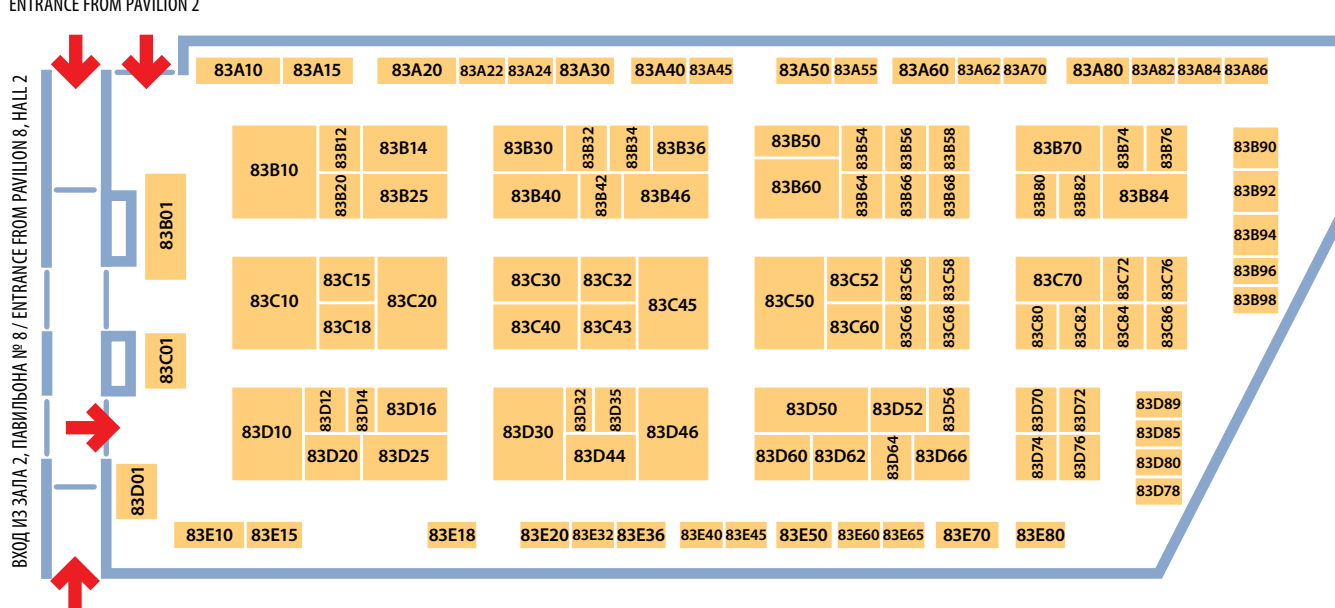 ENTRANCE FROM PAVILION 2
ВХОД ИЗ ЗАЛА 2, ПАВИЛЬОНА № 8 / ENTRANCE FROM PAVILION 8, HALL 2
83A10 83A15 83A20 83A22 83A24 83A30 83A40 83A45 83A50 83A55 83A60 83A62 83A70 83A80 83A82 83A84 83A86
83B01
83B10 83B12 83B14 83B30 83B32 83B34 83B36 83B50 83B54 83B56 83B58 83B70 83B74 83B76 83B90
83B20 83B25 83B40 83B42 83B46 83B60 83B64 83B66 83B68 83B80 83B82 83B84 83B92
83B94
83B96
83B98
83C01
83C10 83C15 83C20 83C30 83C32 83C45 83C50 83C52 83C56 83C58 83C70 83C72 83C76
83C18 83C40 83C43 83C60 83C66 83C68 83C80 83C82 83C84 83C86
83D01
83D10 83D12 83D14 83D16 83D30 83D32 83D35 83D46 83D50 83D52 83D56 83D70 83D72 83D89
83D85
83D20 83D25 83D44 83D60 83D62 83D64 83D66 83D74 83D76 83D80
83D78
83E10 83E15 83E18 83E20 83E32 83E36 83E40 83E45 83E50 83E60 83E65 83E70 83E80